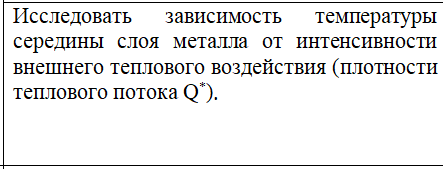 Исследовать зависимость температуры
середины слоя металла от интенсивности
внешнего теплового воздействия (плотности
теплового потока Q*).